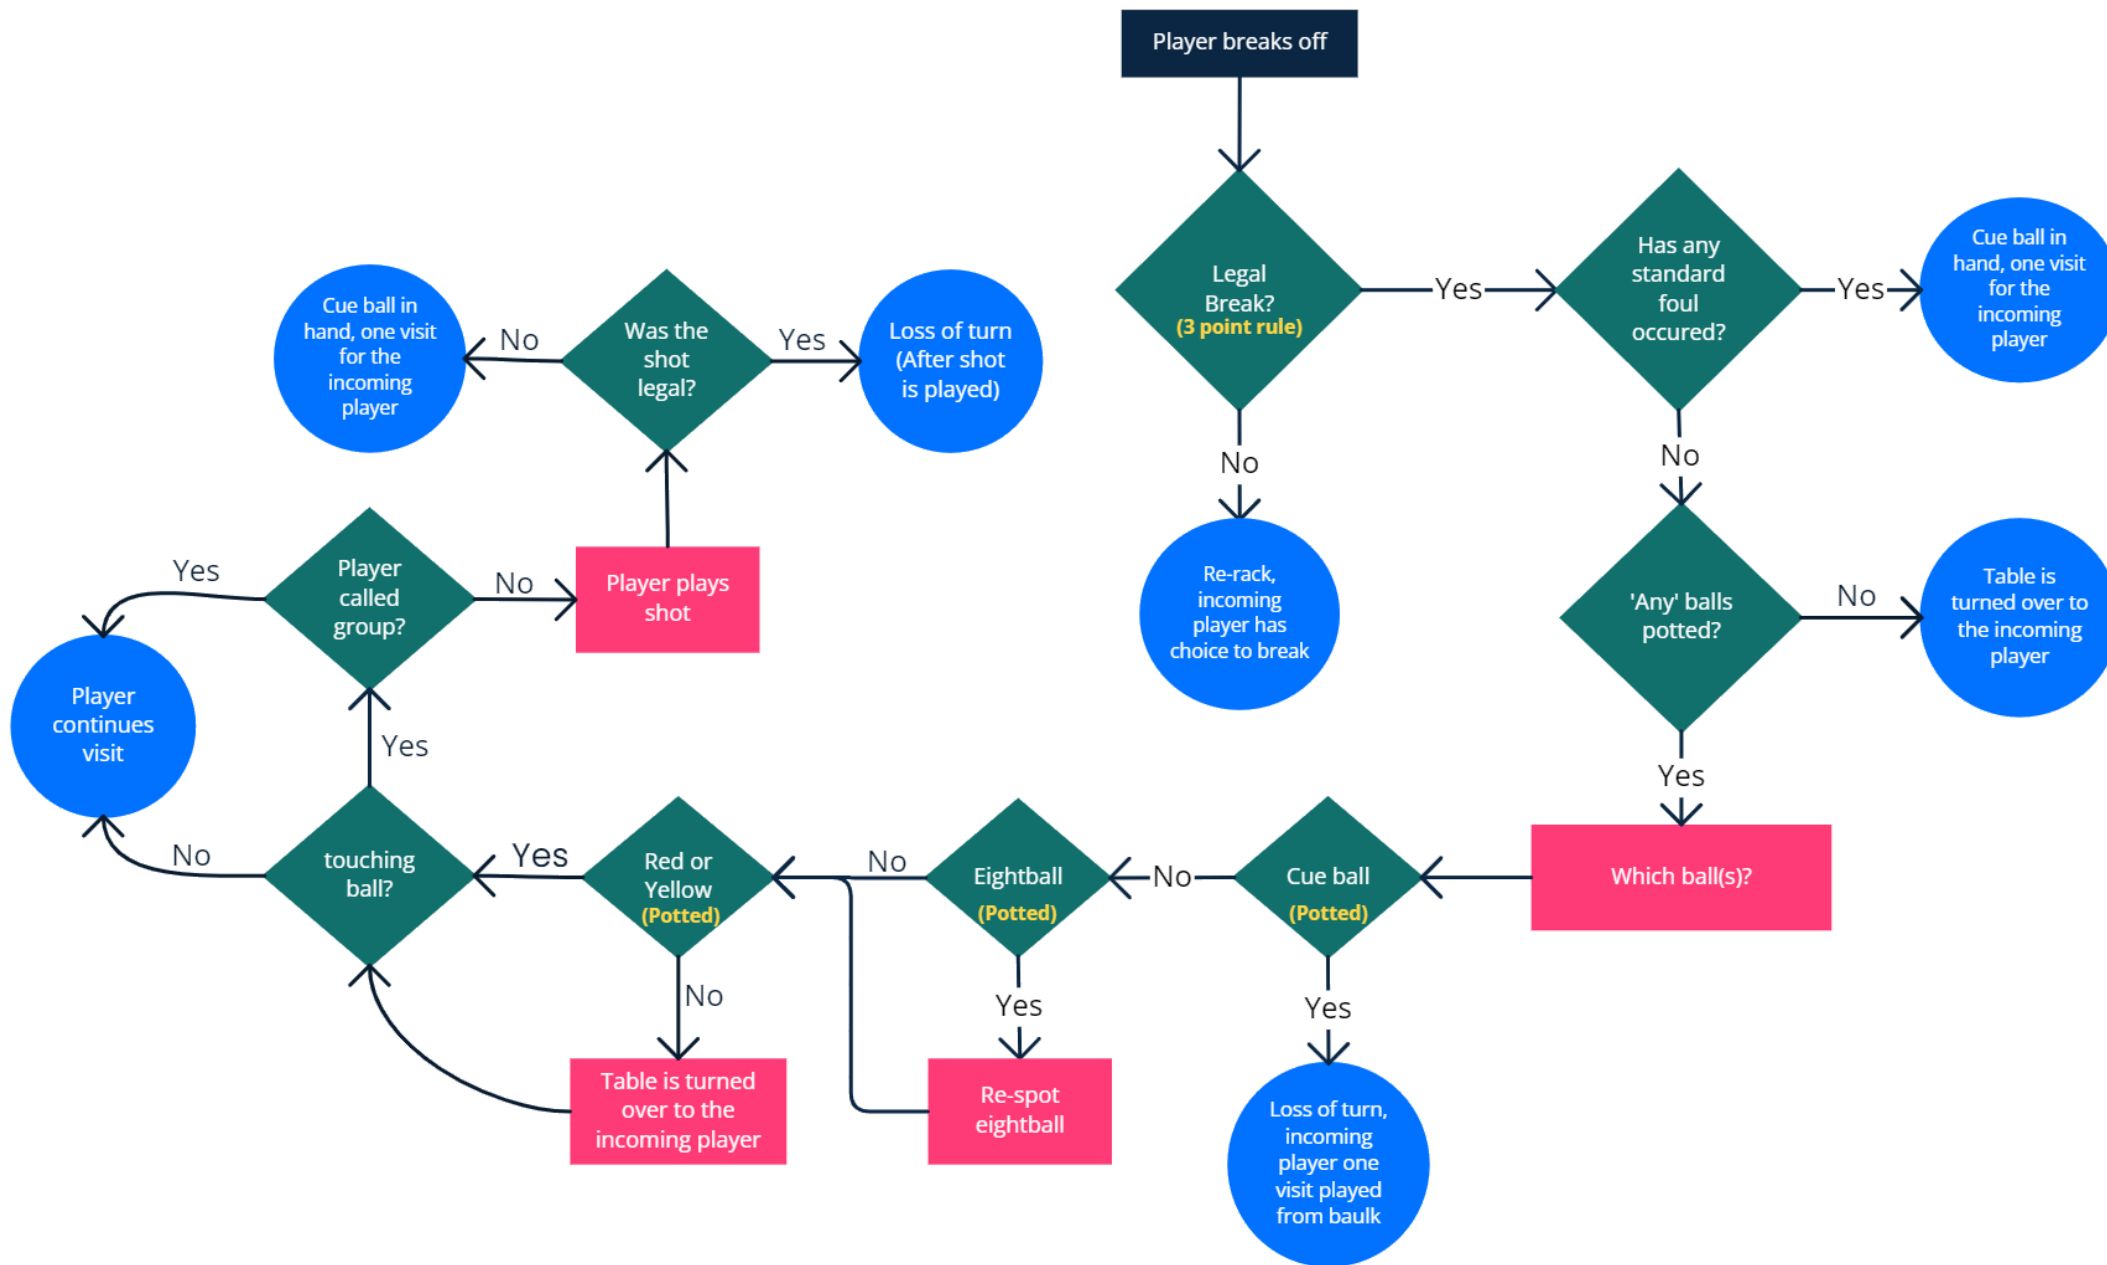 Player breaks off
Legal
Break?
(3 point rule)
Yes
Has any
standard
foul
occured?
Yes
Cue ball in
hand, one visit
for the
incoming
player
No
Re-rack,
incoming
player has
choice to break
No
'Any' balls
potted?
No
Table is
turned over to
the incoming
player
Yes
Which ball(s)?
Cue ball
(Potted)
Yes
Loss of turn,
incoming
player one
visit played
from baulk
No
Eightball
(Potted)
Yes
Re-spot
eightball
No
Red or
Yellow
(Potted)
No
Table is turned
over to the
incoming player
Yes
touching
ball?
No
Player
continues
visit
Yes
Player
called
group?
Yes
No
Player plays
shot
Was the
shot
legal?
No
Cue ball in
hand, one visit
for the
incoming
player
Yes
Loss of turn
(After shot
is played)